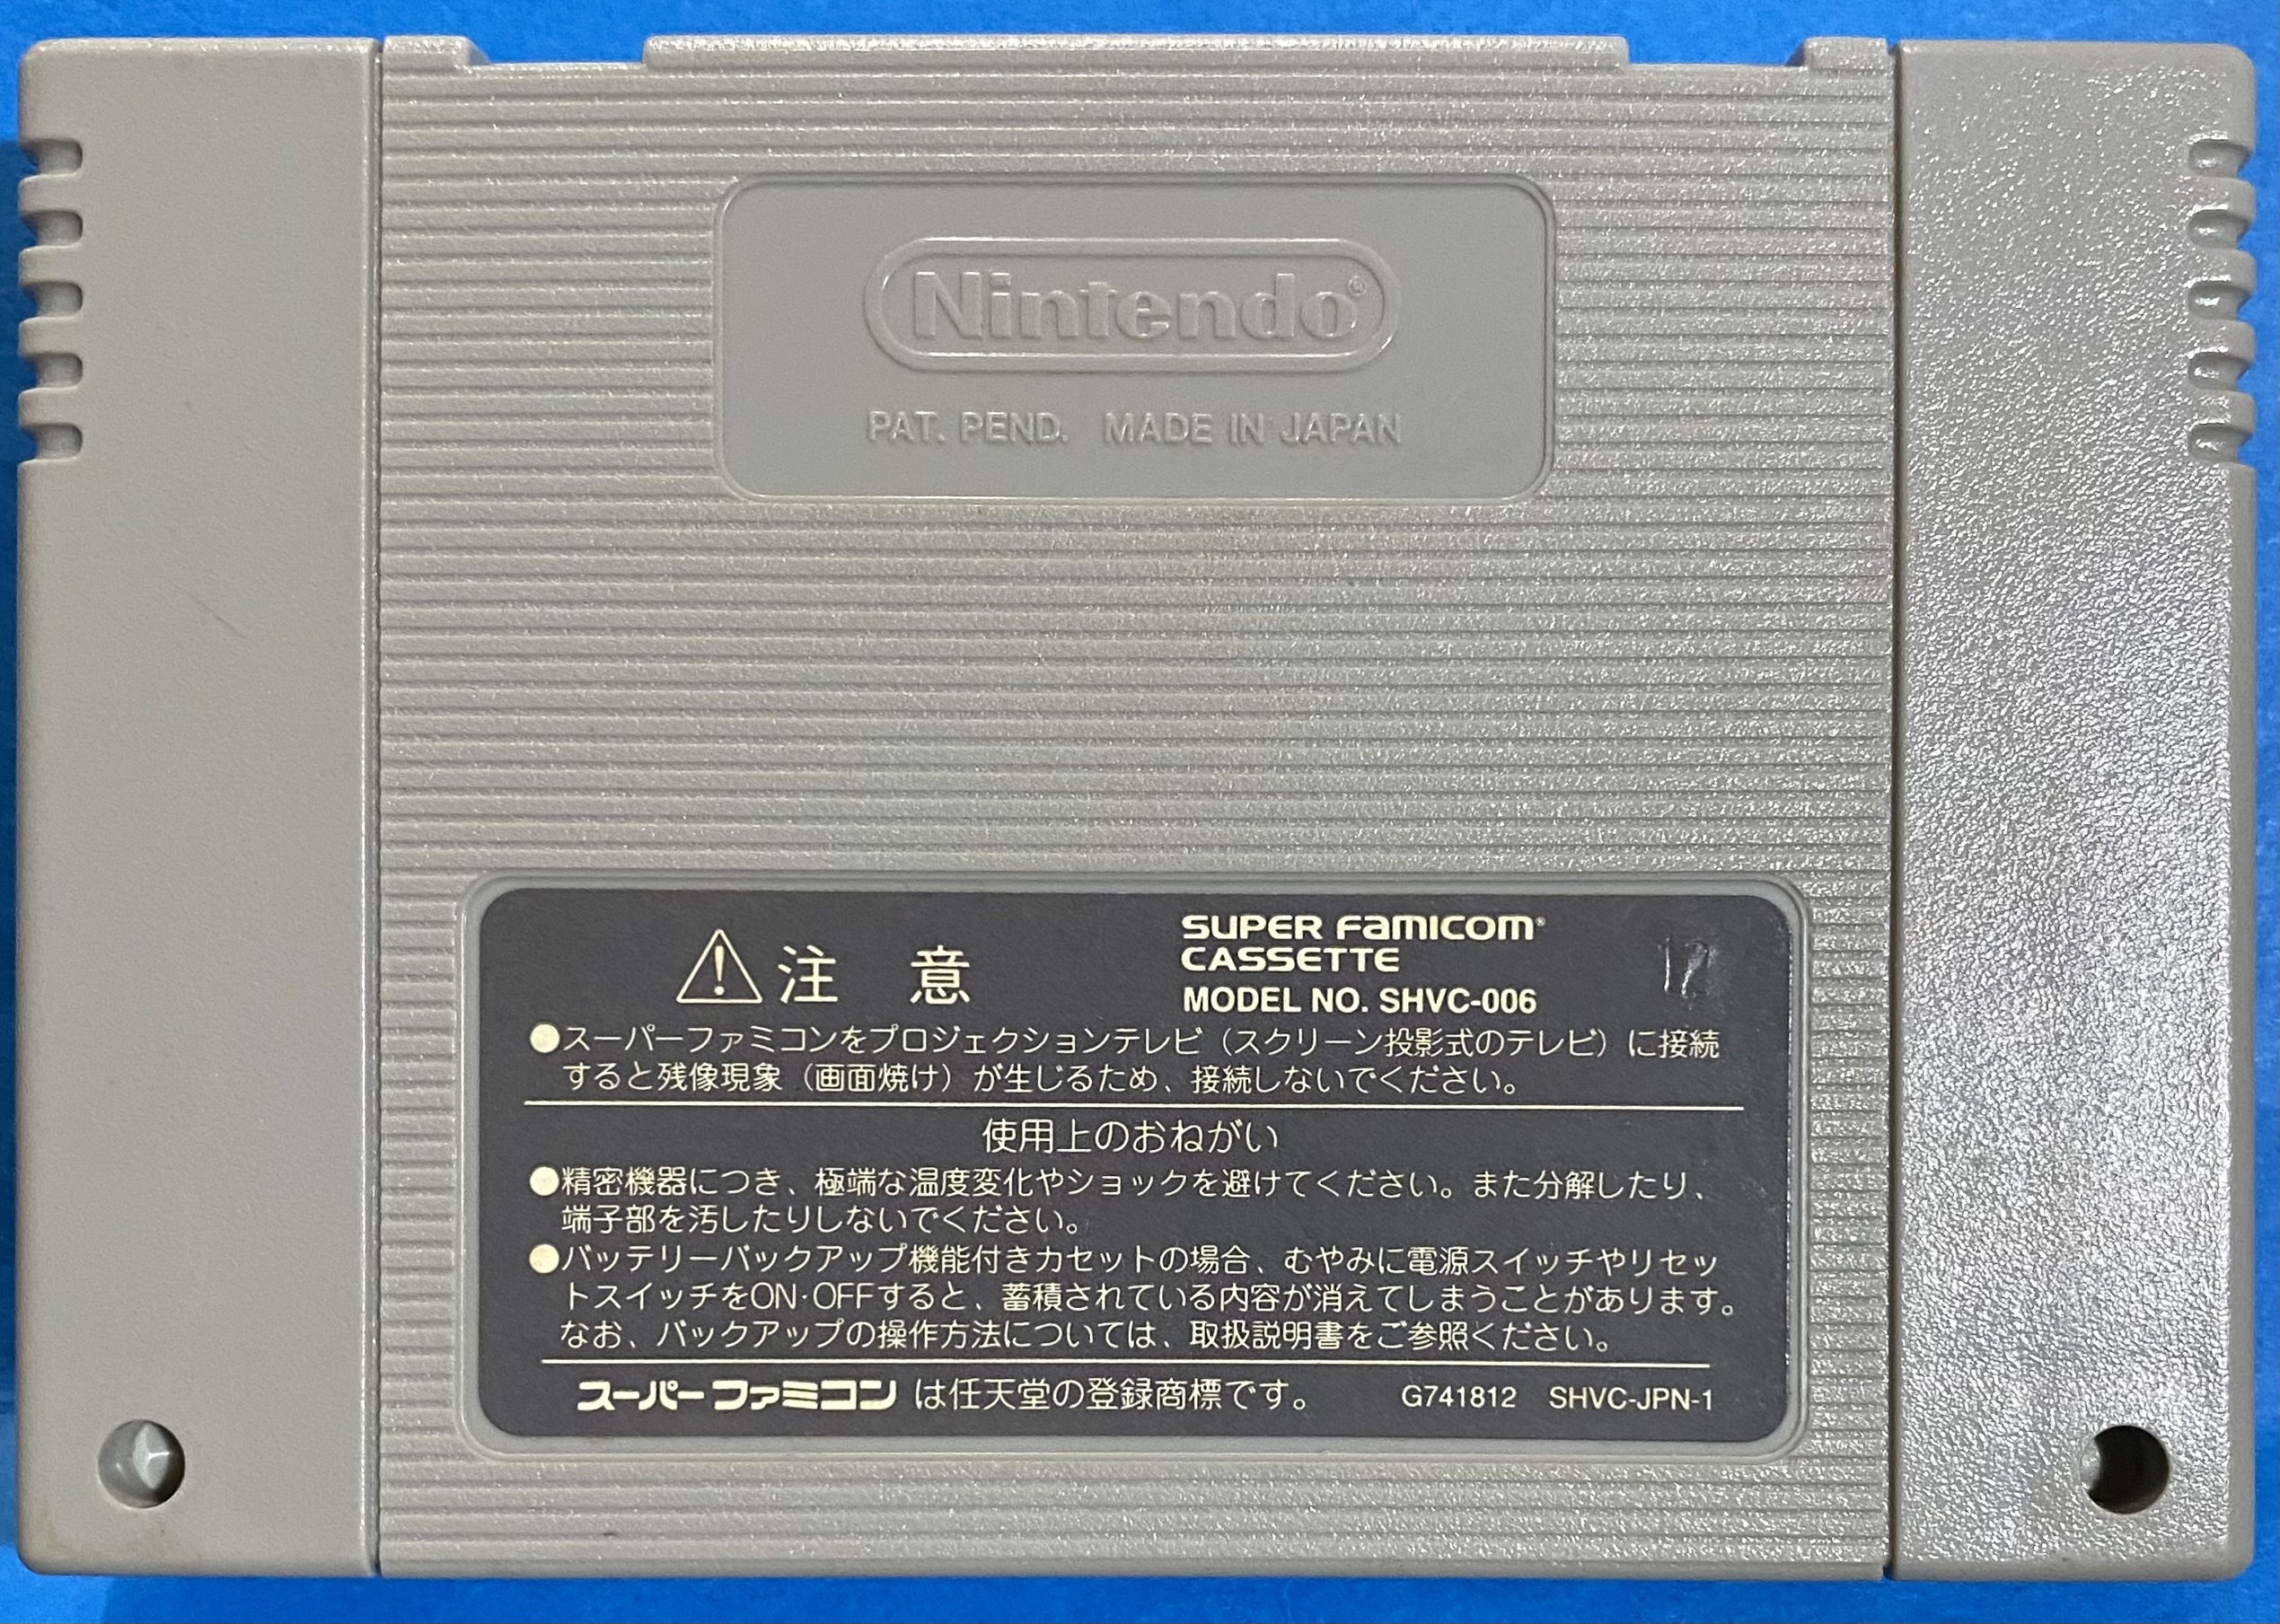 Nintendo®
PAT. PEND. MADE IN JAPAN
⚠注 意
SUPER FAMICOM®
CASSETTE
MODEL NO. SHVC-006
17
●スーパーファミコンをプロジェクションテレビ（スクリーン投影式のテレビ）に接続
すると残像現象（画面焼け）が生じるため、接続しないでください。
使用上のおねがい
●精密機器につき、極端な温度変化やショックを避けてください。また分解したり、
端子部を汚したりしないでください。
●バッテリーバックアップ機能付きカセットの場合、むやみに電源スイッチやリセッ
トスイッチをON·OFFすると、蓄積されている内容が消えてしまうことがあります。
なお、バックアップの操作方法については、取扱説明書をご参照ください。
スーパーファミコンは任天堂の登録商標です。 G741812 SHVC-JPN-1